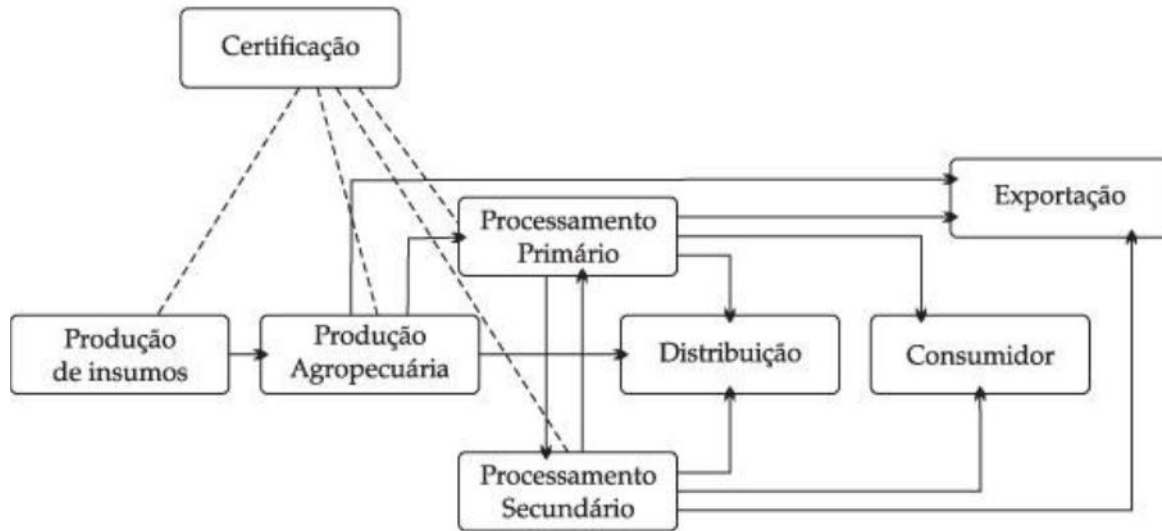 Certificação
Exportação
Processamento
Primário
Produção
de insumos
Produção
Agropecuária
Distribuição
Consumidor
Processamento
Secundário